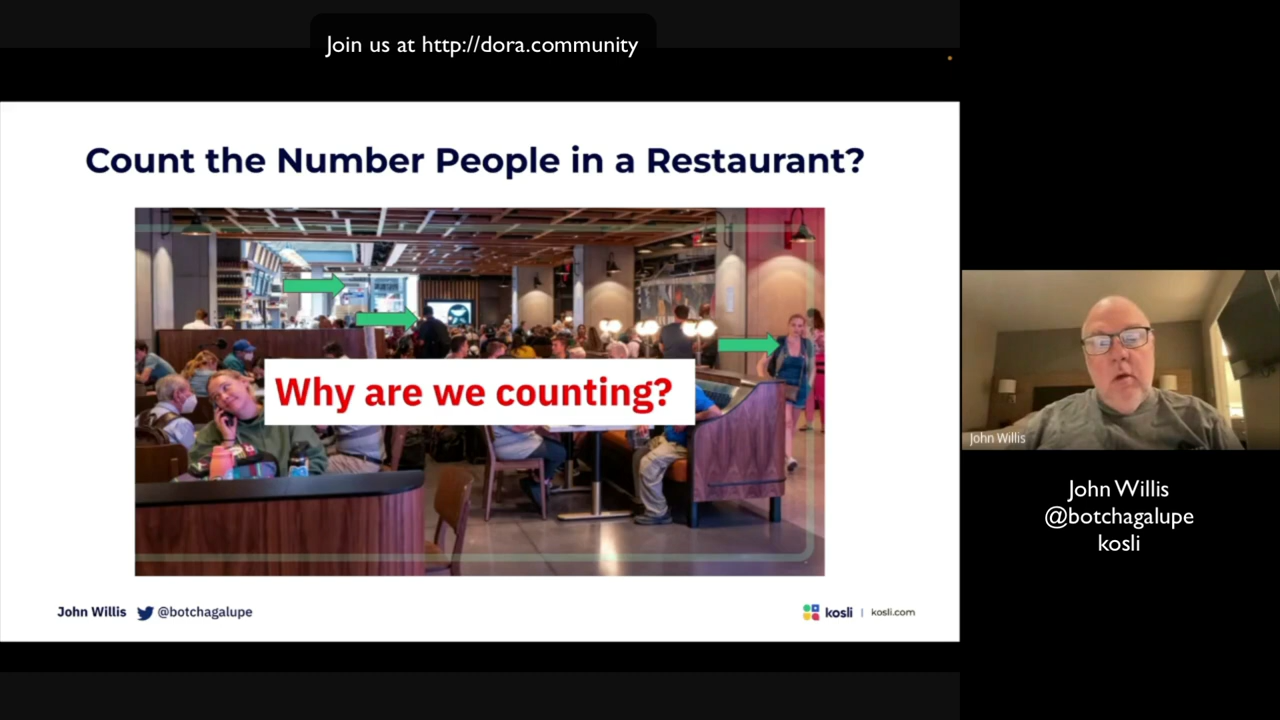 Join us at http://dora.community
Count the Number People in a Restaurant?
Why are we counting?
John Willis @botchagalupe
kosli | kosli.com
John Willis
John Willis
@botchagalupe
kosli